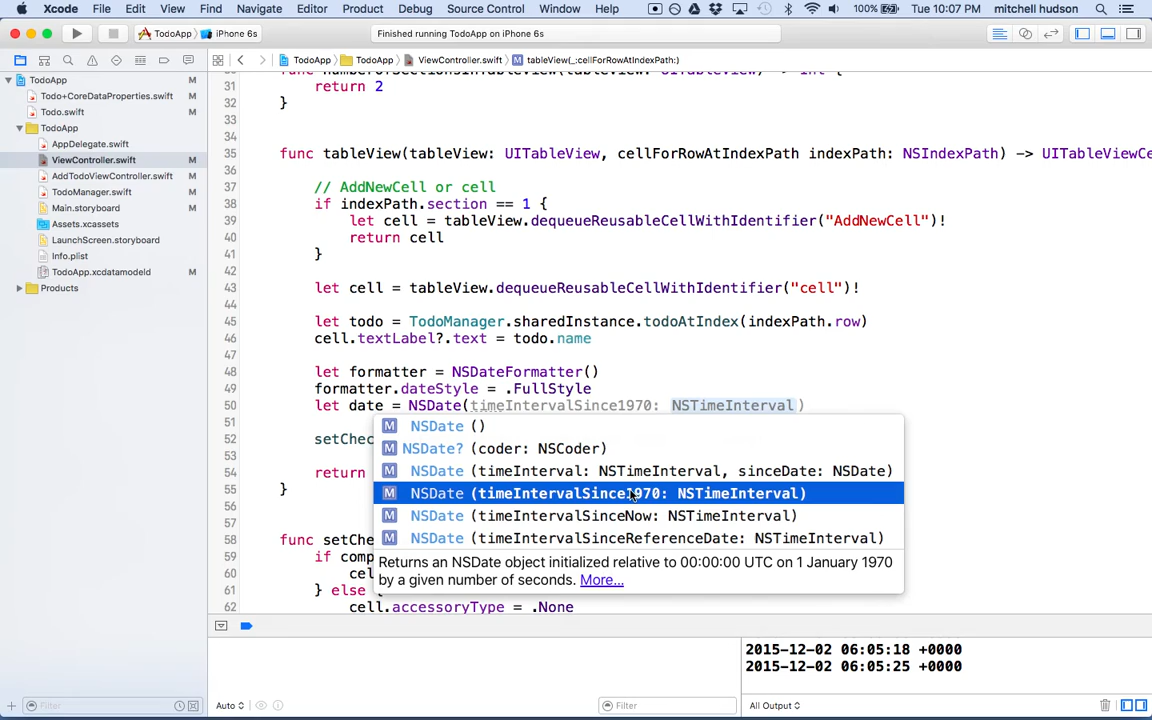 Xcode File Edit View Find Navigate Editor Product Debug Source Control Window Help 100% Tue 10:07 PM mitchell hudson
TodoApp iPhone 6s Finished running TodoApp on iPhone 6s
TodoApp TodoApp ViewController.swift tableView(_:cellForRowAtIndexPath:)
TodoApp
Todo+CoreDataProperties.swift M
Todo.swift M
TodoApp
AppDelegate.swift
ViewController.swift M
AddTodoViewController.swift M
TodoManager.swift M
Main.storyboard M
Assets.xcassets
LaunchScreen.storyboard
Info.plist
TodoApp.xcdatamodeld M
Products
func numberOfSectionsInTableView(tableView: UITableView) -> Int {
31 return 2
32 }
33
34
35 func tableView(tableView: UITableView, cellForRowAtIndexPath indexPath: NSIndexPath) -> UITableViewCe
36
37 // AddNewCell or cell
38 if indexPath.section == 1 {
39 let cell = tableView.dequeueReusableCellWithIdentifier("AddNewCell")!
40 return cell
41 }
42
43 let cell = tableView.dequeueReusableCellWithIdentifier("cell")!
44
45 let todo = TodoManager.sharedInstance.todoAtIndex(indexPath.row)
46 cell.textLabel?.text = todo.name
47
48 let formatter = NSDateFormatter()
49 formatter.dateStyle = .FullStyle
50 let date = NSDate(timeIntervalSince1970: NSTimeInterval)
51
52 setChec
53
54 return
55 }
56
57
58 func setChe
59 if comp
60 cel
61 } else {
62 cell.accessoryType = .None
M NSDate ()
M NSDate? (coder: NSCoder)
M NSDate (timeInterval: NSTimeInterval, sinceDate: NSDate)
M NSDate (timeIntervalSince1970: NSTimeInterval)
M NSDate (timeIntervalSinceNow: NSTimeInterval)
M NSDate (timeIntervalSinceReferenceDate: NSTimeInterval)
Returns an NSDate object initialized relative to 00:00:00 UTC on 1 January 1970
by a given number of seconds. More...
2015-12-02 06:05:18 +0000
2015-12-02 06:05:25 +0000
Filter Auto Filter All Output